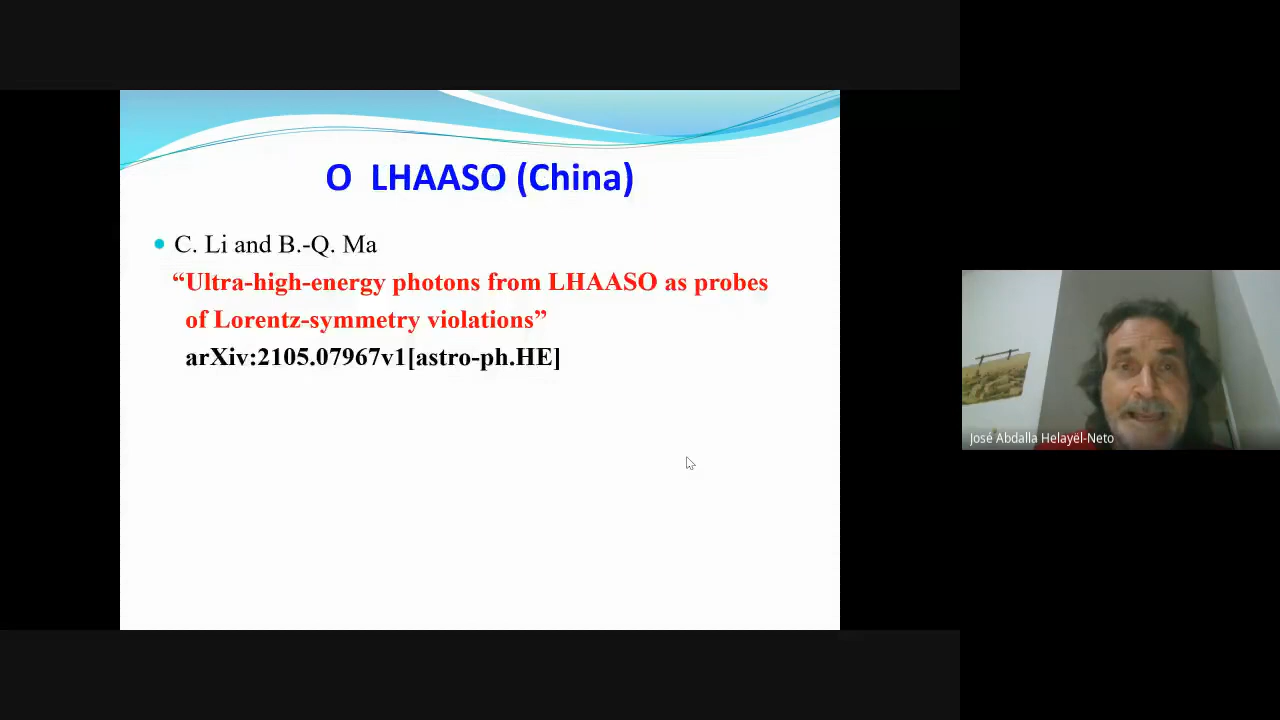 O LHAASO (China)
C. Li and B.-Q. Ma
“Ultra-high-energy photons from LHAASO as probes
of Lorentz-symmetry violations”
arXiv:2105.07967v1[astro-ph.HE]
José Abdalla Helayël-Neto